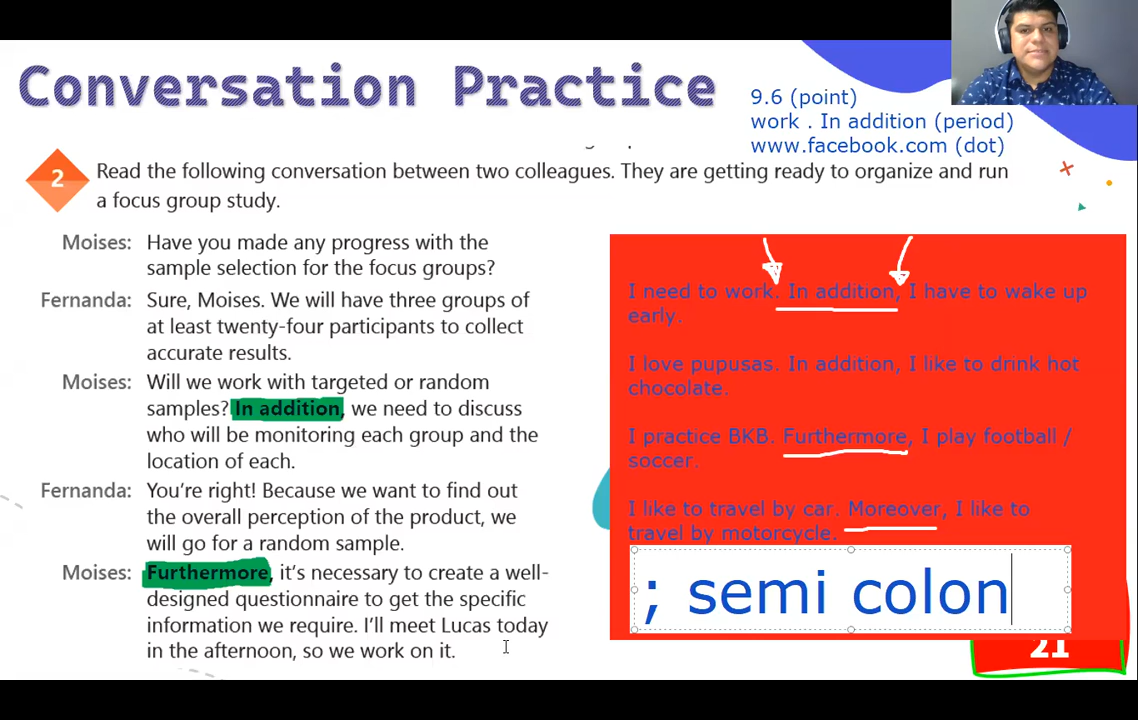 Conversation Practice
9.6 (point)
work . In addition (period)
www.facebook.com (dot)
2
Read the following conversation between two colleagues. They are getting ready to organize and run
a focus group study.
Moises: Have you made any progress with the
sample selection for the focus groups?
Fernanda: Sure, Moises. We will have three groups of
at least twenty-four participants to collect
accurate results.
Moises: Will we work with targeted or random
samples? In addition, we need to discuss
who will be monitoring each group and the
location of each.
Fernanda: You're right! Because we want to find out
the overall perception of the product, we
will go for a random sample.
Moises: Furthermore, it's necessary to create a well-
designed questionnaire to get the specific
information we require. I'll meet Lucas today
in the afternoon, so we work on it.
I need to work. In addition, I have to wake up
early.
I love pupusas. In addition, I like to drink hot
chocolate.
I practice BKB. Furthermore, I play football /
soccer.
I like to travel by car. Moreover, I like to
travel by motorcycle.
; semi colon
21